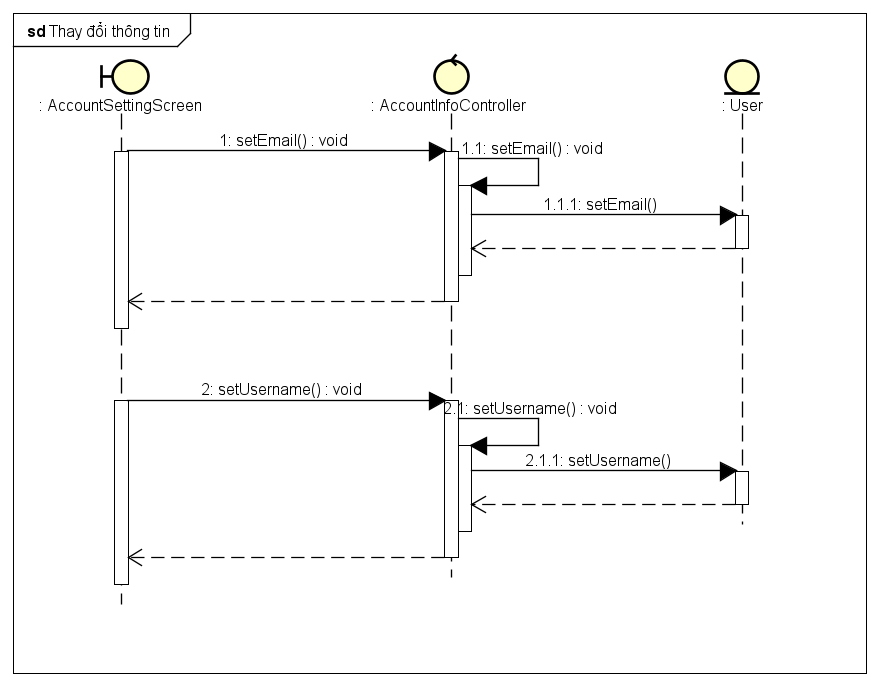 sd Thay đổi thông tin
: AccountSettingScreen
: AccountInfoController
: User
1: setEmail() : void
1.1: setEmail() : void
1.1.1: setEmail()
2: setUsername() : void
2.1: setUsername() : void
2.1.1: setUsername()